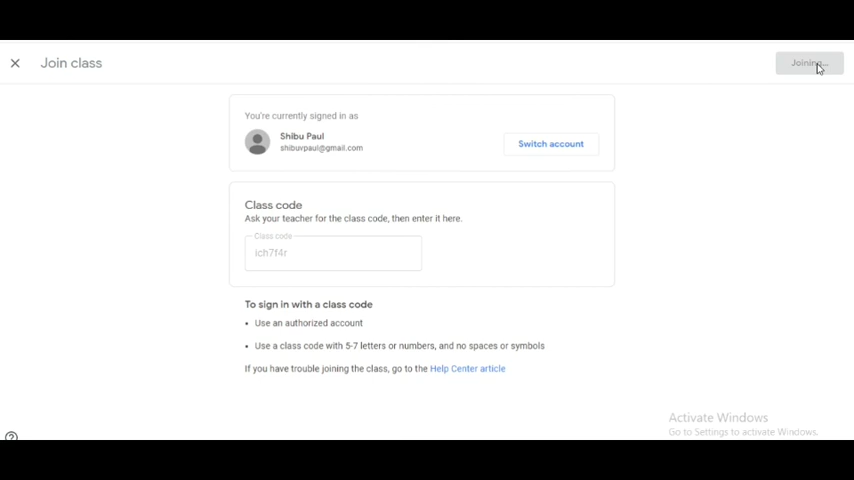 Join class
Joining...
You're currently signed in as
Shibu Paul
shibuvpaul@gmail.com
Switch account
Class code
Ask your teacher for the class code, then enter it here.
Class code
ich7f4r
To sign in with a class code
• Use an authorized account
• Use a class code with 5-7 letters or numbers, and no spaces or symbols
If you have trouble joining the class, go to the Help Center article
Activate Windows
Go to Settings to activate Windows.